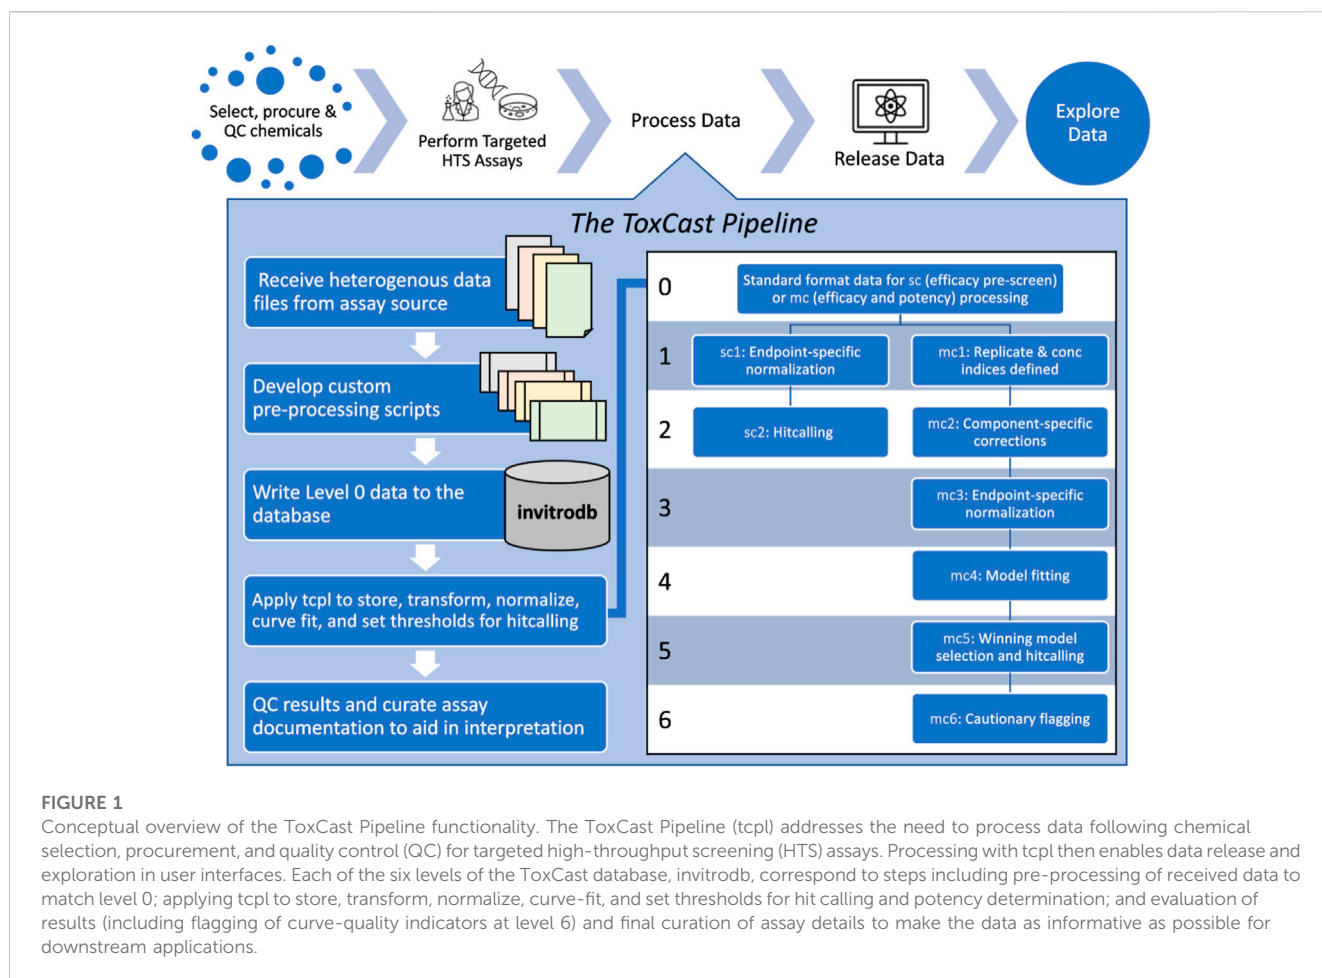 Select, procure &
QC chemicals
Perform Targeted
HTS Assays
Process Data
Release Data
Explore
Data
The ToxCast Pipeline
Receive heterogenous data
files from assay source
Develop custom
pre-processing scripts
Write Level 0 data to the
database
invitrodb
Apply tcpl to store, transform, normalize,
curve fit, and set thresholds for hitcalling
QC results and curate assay
documentation to aid in interpretation
0
Standard format data for sc (efficacy pre-screen)
or mc (efficacy and potency) processing
1
sc1: Endpoint-specific
normalization
mc1: Replicate & conc
indices defined
2
sc2: Hitcalling
mc2: Component-specific
corrections
3
mc3: Endpoint-specific
normalization
4
mc4: Model fitting
5
mc5: Winning model
selection and hitcalling
6
mc6: Cautionary flagging
FIGURE 1
Conceptual overview of the ToxCast Pipeline functionality. The ToxCast Pipeline (tcpl) addresses the need to process data following chemical
selection, procurement, and quality control (QC) for targeted high-throughput screening (HTS) assays. Processing with tcpl then enables data release and
exploration in user interfaces. Each of the six levels of the ToxCast database, invitrodb, correspond to steps including pre-processing of received data to
match level 0; applying tcpl to store, transform, normalize, curve-fit, and set thresholds for hit calling and potency determination; and evaluation of
results (including flagging of curve-quality indicators at level 6) and final curation of assay details to make the data as informative as possible for
downstream applications.